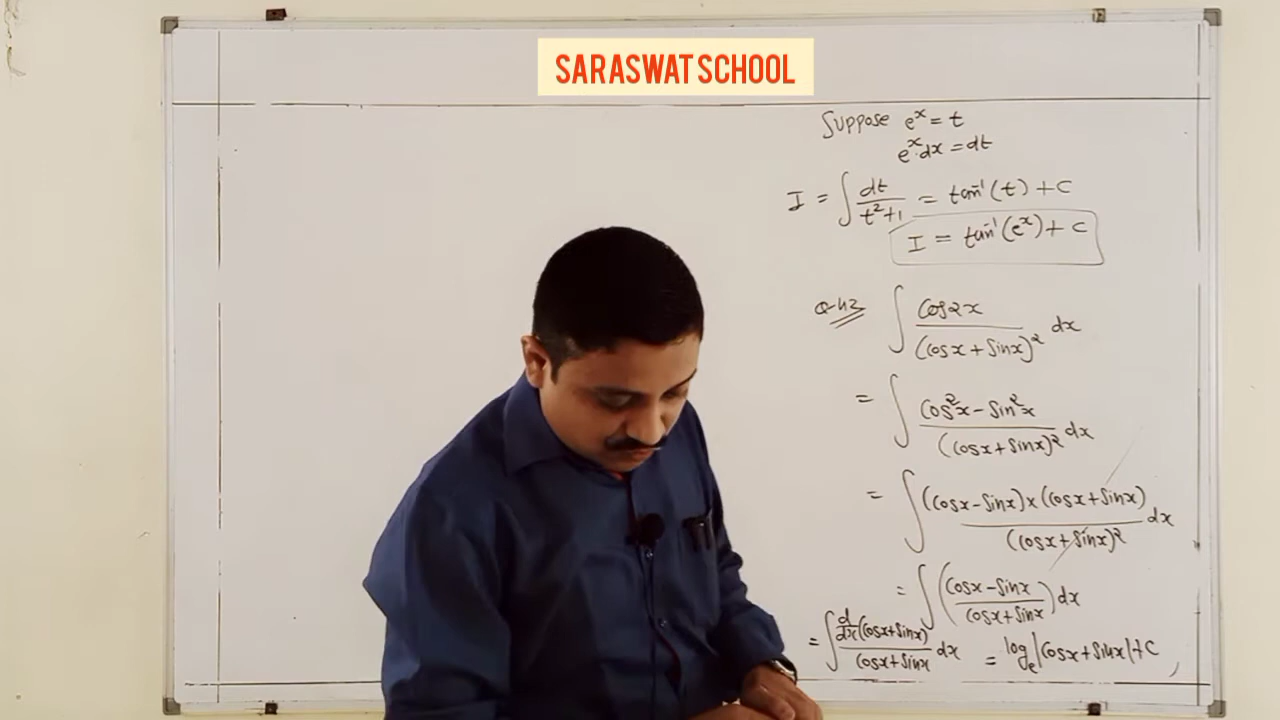 SARASWAT SCHOOL
Suppose eˣ = t
eˣ.dx = dt
I = ∫ dt / t²+1 = tan⁻¹(t) + C
I = tan⁻¹(eˣ) + C
Q-42 ∫ Cos2x / (Cosx + Sinx)² dx
= ∫ Cos²x - Sin²x / (Cosx + Sinx)² dx
= ∫ (Cosx - Sinx) x (Cosx + Sinx) / (Cosx + Sinx)² dx
= ∫ (Cosx - Sinx / Cosx + Sinx) dx
= ∫ d/dx (Cosx + Sinx) / Cosx + Sinx dx = logₑ|Cosx + Sinx| + C